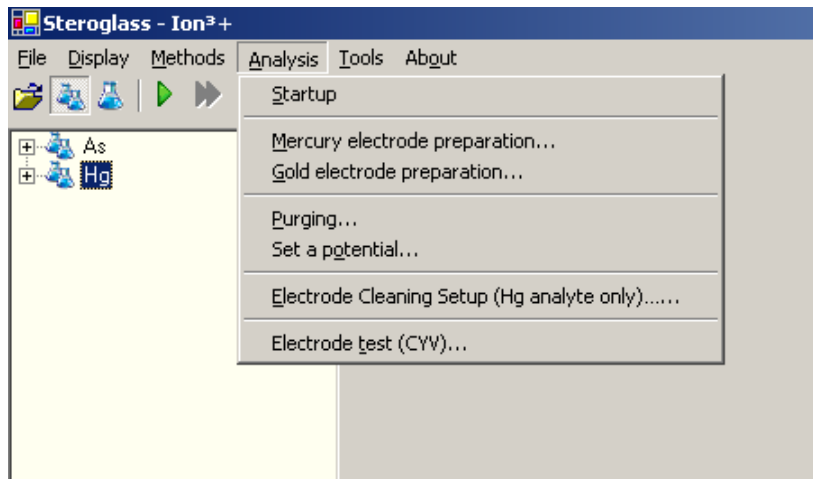 Steroglass - Ion³+
File Display Methods Analysis Tools About
Startup
Mercury electrode preparation...
Gold electrode preparation...
Purging...
Set a potential...
Electrode Cleaning Setup (Hg analyte only)......
Electrode test (CYV)...
As
Hg